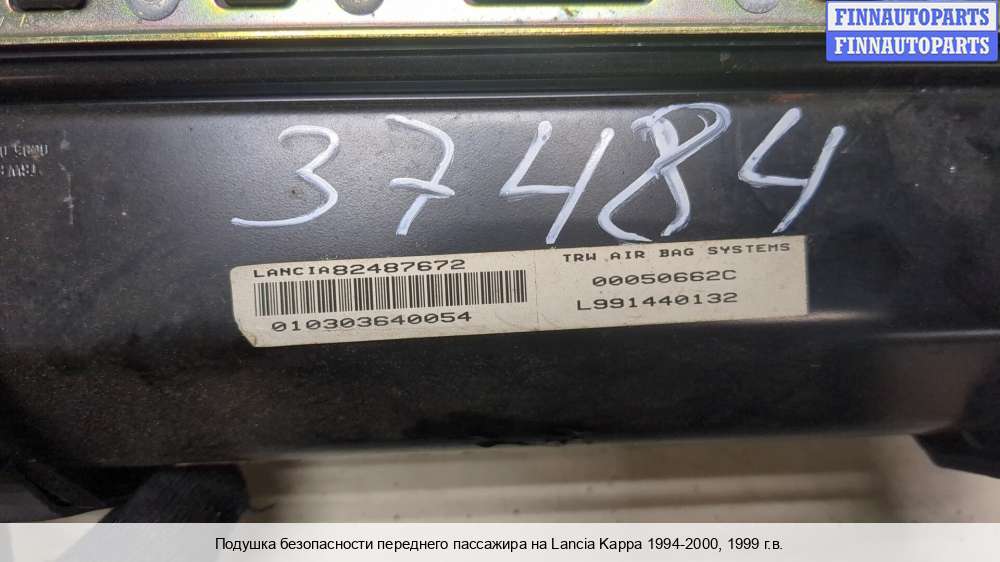 FINNAUTOPARTS
FINNAUTOPARTS
37484
LANCIA82487672
010303640054
TRW AIR BAG SYSTEMS
00050662C
L991440132
Подушка безопасности переднего пассажира на Lancia Kappa 1994-2000, 1999 г.в.